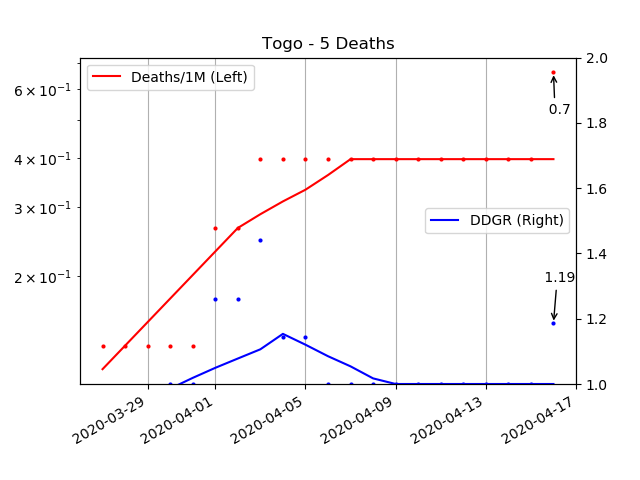 Togo - 5 Deaths
Deaths/1M (Left)
DDGR (Right)
0.7
1.19
6 × 10⁻¹
4 × 10⁻¹
3 × 10⁻¹
2 × 10⁻¹
2.0
1.8
1.6
1.4
1.2
1.0
2020-03-29
2020-04-01
2020-04-05
2020-04-09
2020-04-13
2020-04-17